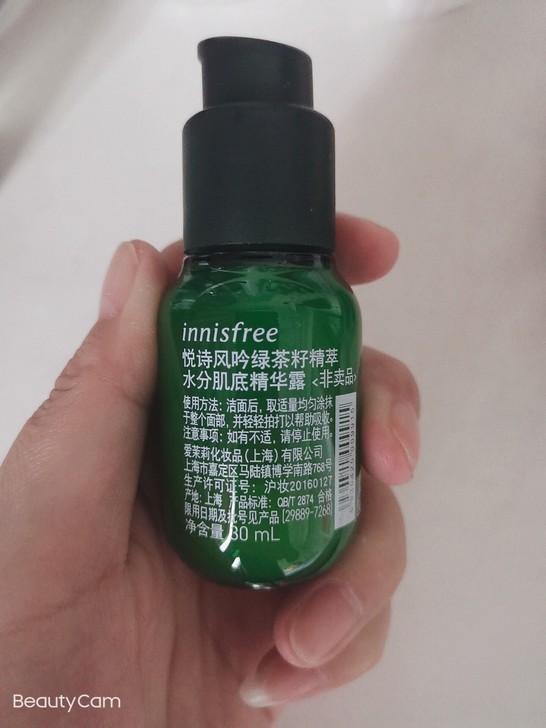 innisfree
悦诗风吟绿茶籽精萃
水分肌底精华露 <非卖品>
使用方法：洁面后，取适量均匀涂抹
于整个面部，并轻轻拍打以帮助吸收。
注意事项：如有不适，请停止使用。
爱茉莉化妆品(上海)有限公司
上海市嘉定区马陆镇博学南路768号
生产许可证号：沪妆20160127
产地：上海 产品标准：QB/T 2874 合格
限用日期及批号见产品 [29889-7268]
净含量 30 mL
BeautyCam